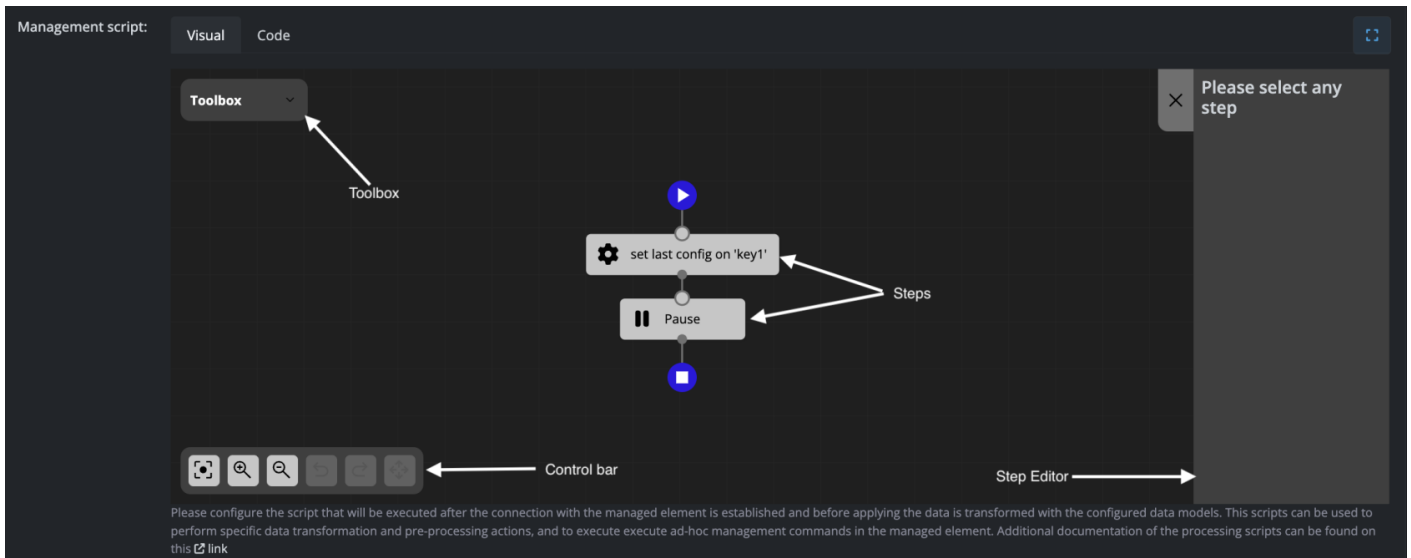 Management script:
Visual
Code
Toolbox
Please select any
step
Toolbox
set last config on 'key1'
Steps
Pause
Control bar
Step Editor
Please configure the script that will be executed after the connection with the managed element is established and before applying the data is transformed with the configured data models. This scripts can be used to
perform specific data transformation and pre-processing actions, and to execute execute ad-hoc management commands in the managed element. Additional documentation of the processing scripts can be found on
this link